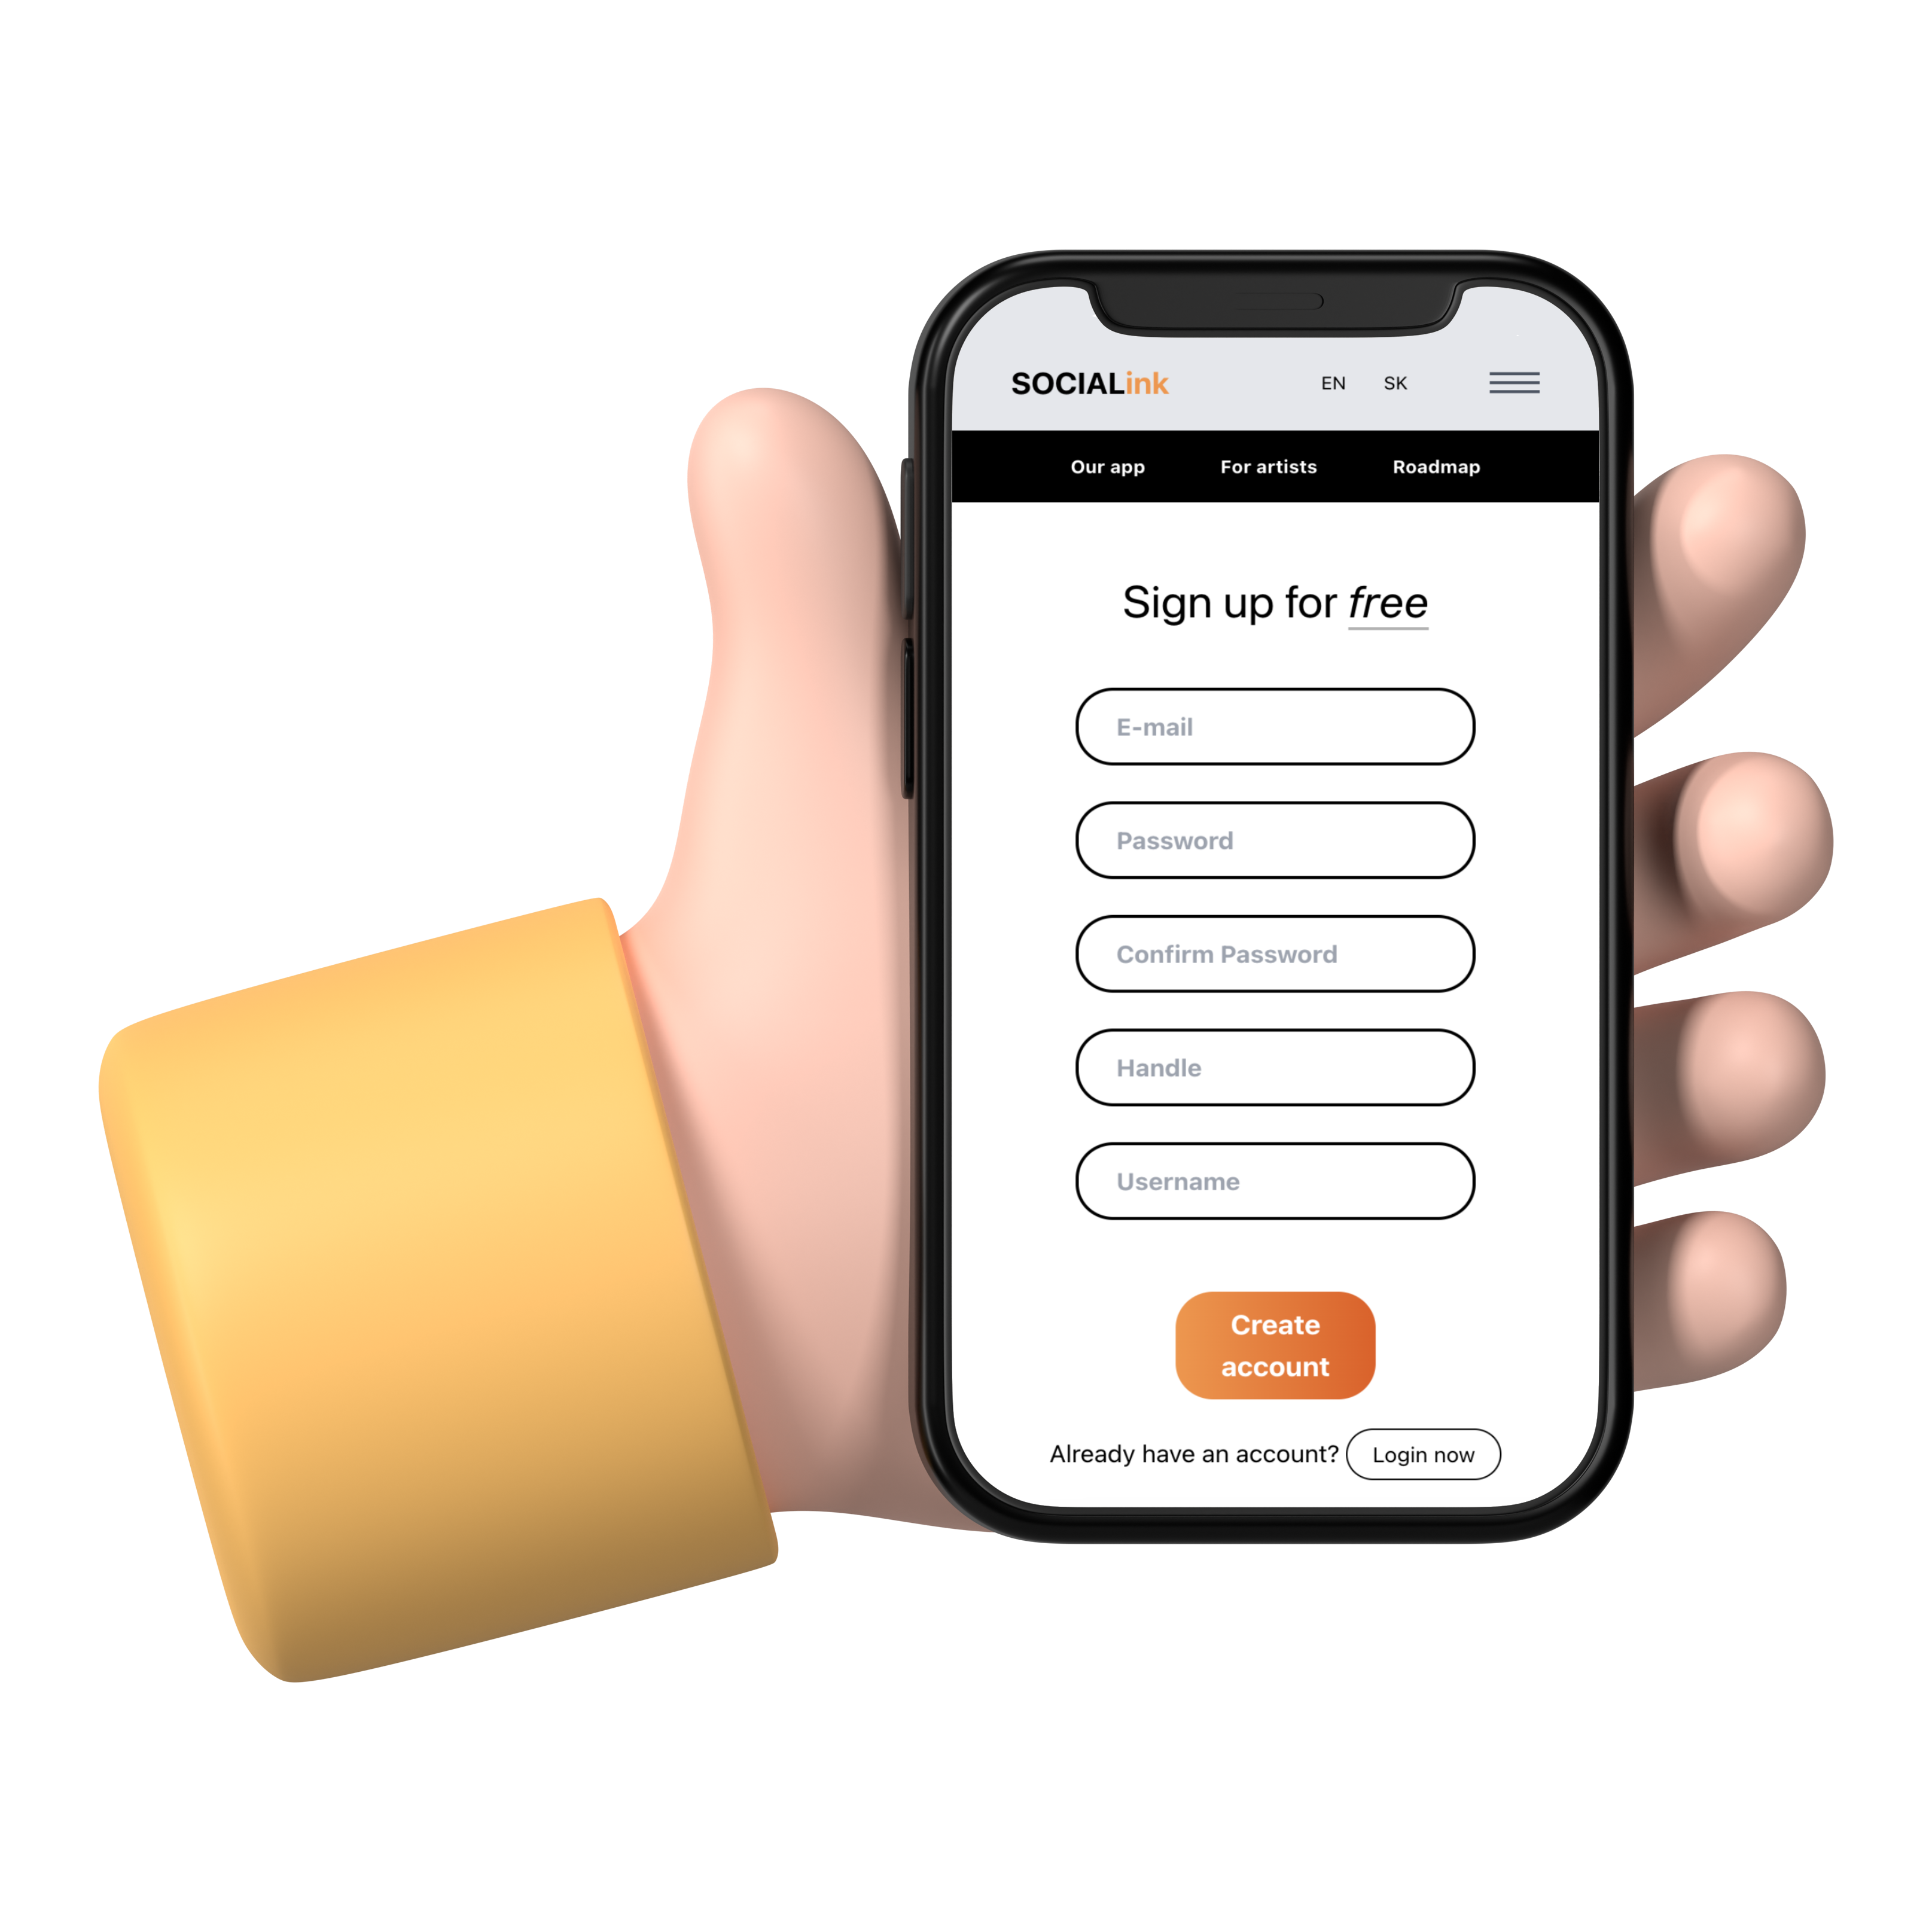 SOCIALink EN SK
Our app For artists Roadmap
Sign up for free
E-mail
Password
Confirm Password
Handle
Username
Create
account
Already have an account? Login now